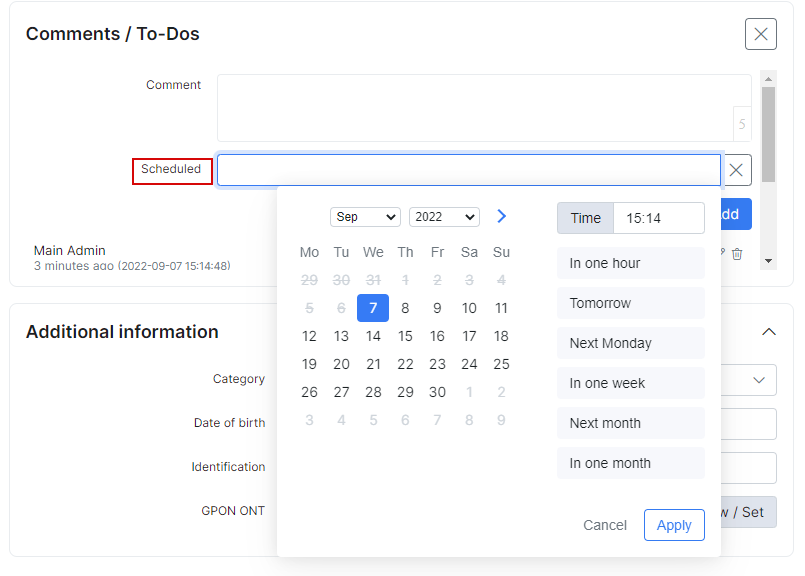 Comments / To-Dos
Comment
5
Scheduled
Sep 2022
Time 15:14
Mo Tu We Th Fr Sa Su
29 30 31 1 2 3 4
5 6 7 8 9 10 11
12 13 14 15 16 17 18
19 20 21 22 23 24 25
26 27 28 29 30 1 2
3 4 5 6 7 8 9
In one hour
Tomorrow
Next Monday
In one week
Next month
In one month
Cancel Apply
Main Admin
3 minutes ago (2022-09-07 15:14:48)
Additional information
Category
Date of birth
Identification
GPON ONT
/ Set